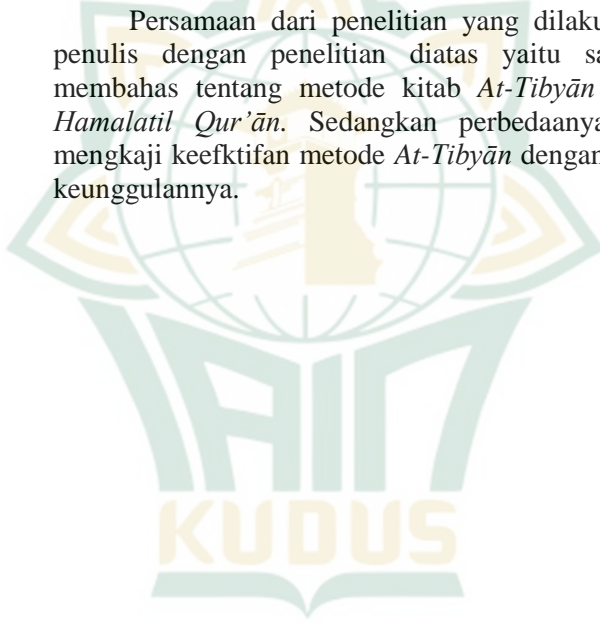 Persamaan dari penelitian yang dilaku
penulis dengan penelitian diatas yaitu sa
membahas tentang metode kitab At-Tibyān
Hamalatil Qur’ān. Sedangkan perbedaanya
mengkaji keefktifan metode At-Tibyān dengan
keunggulannya.
IAIN
KUDUS